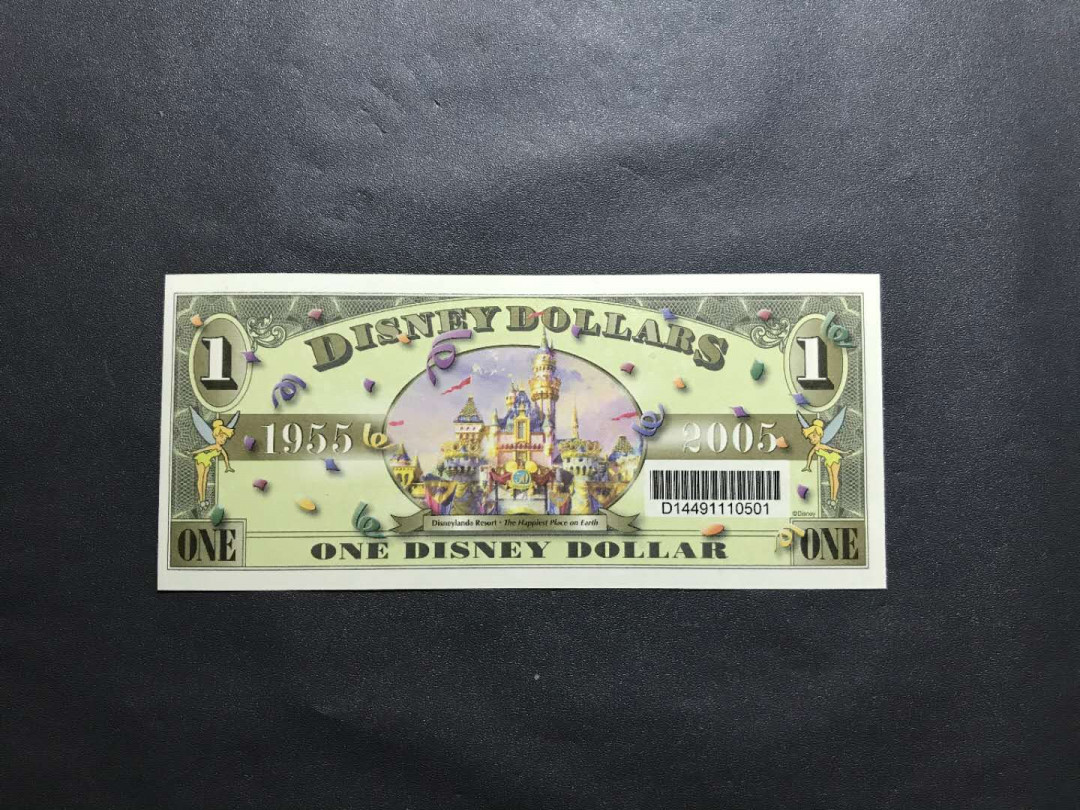 DISNEY DOLLARS
1 1
1955 2005
50
D14491110501
©Disney
Disneyland® Resort • The Happiest Place on Earth
ONE ONE DISNEY DOLLAR ONE